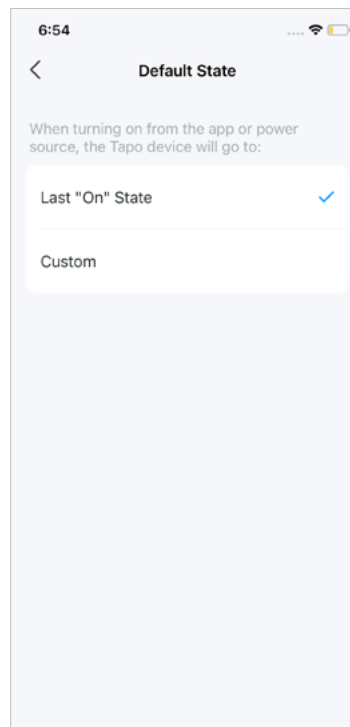 6:54
Default State
When turning on from the app or power
source, the Tapo device will go to:
Last "On" State
Custom